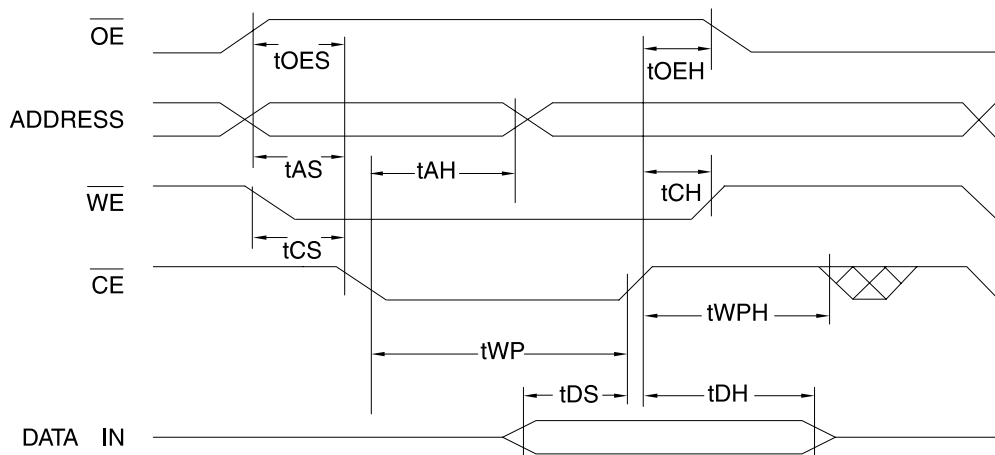 OE
tOES
tOEH
ADDRESS
tAS
tAH
tCH
WE
tCS
CE
tWPH
tWP
tDS
tDH
DATA IN